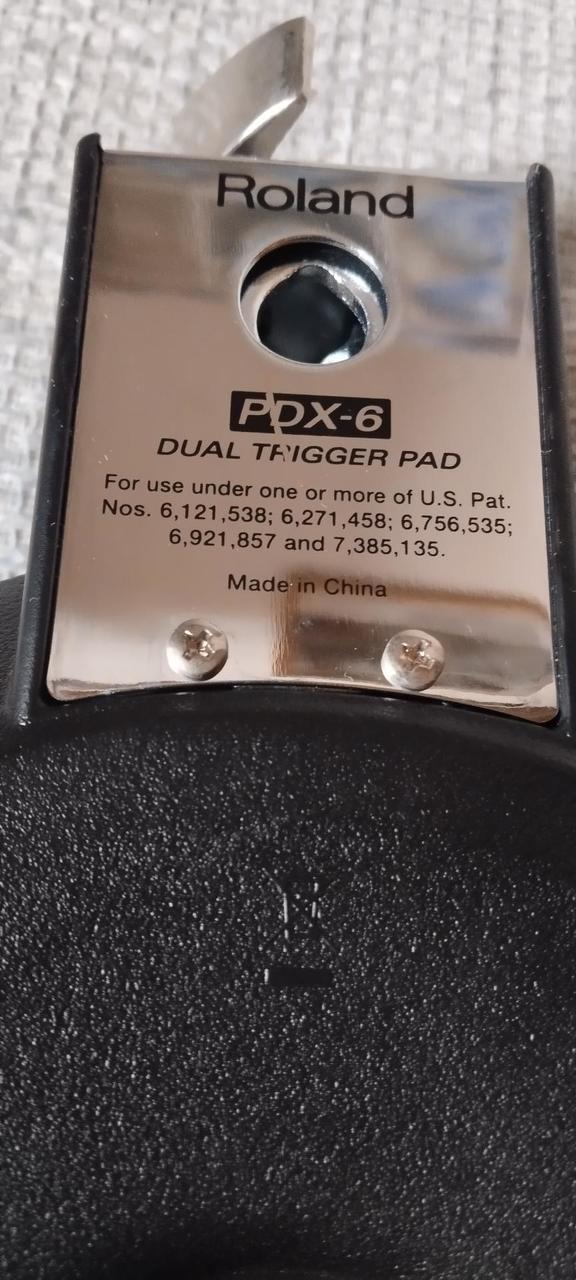 Roland
PDX-6
DUAL TRIGGER PAD
For use under one or more of U.S. Pat.
Nos. 6,121,538; 6,271,458; 6,756,535;
6,921,857 and 7,385,135.
Made in China